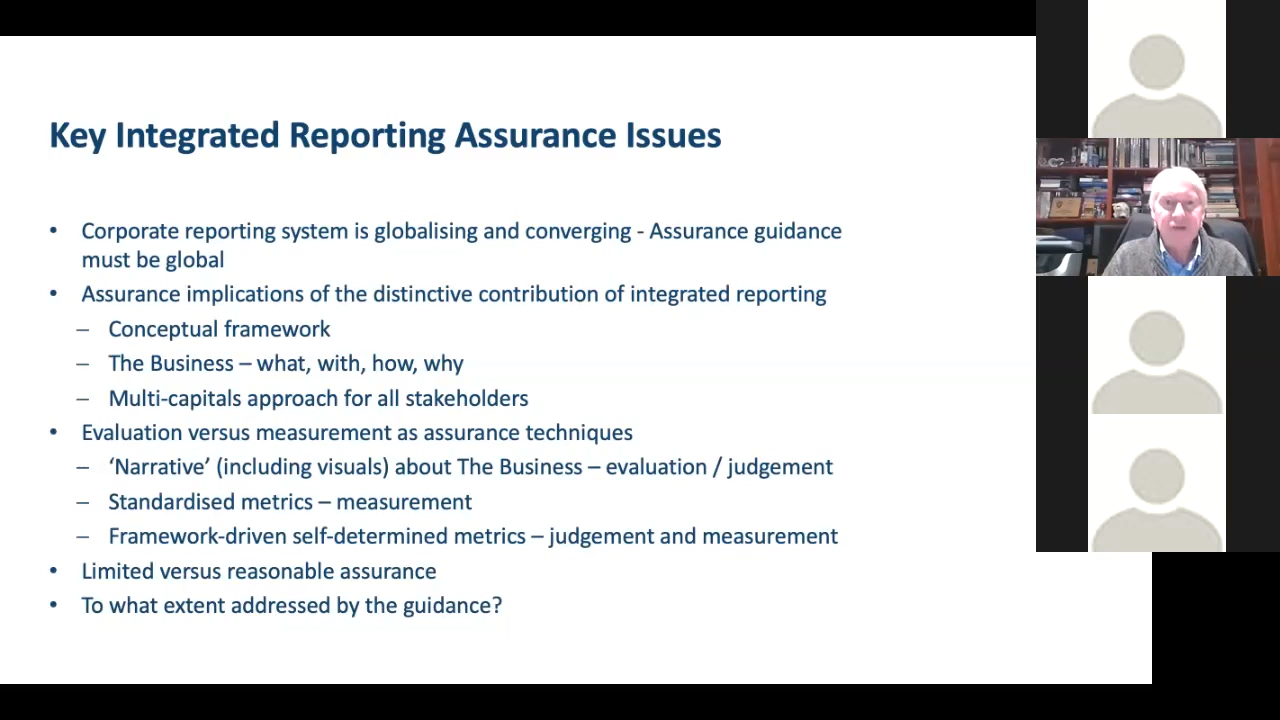 Key Integrated Reporting Assurance Issues
• Corporate reporting system is globalising and converging - Assurance guidance
must be global
• Assurance implications of the distinctive contribution of integrated reporting
– Conceptual framework
– The Business – what, with, how, why
– Multi-capitals approach for all stakeholders
• Evaluation versus measurement as assurance techniques
– ‘Narrative’ (including visuals) about The Business – evaluation / judgement
– Standardised metrics – measurement
– Framework-driven self-determined metrics – judgement and measurement
• Limited versus reasonable assurance
• To what extent addressed by the guidance?